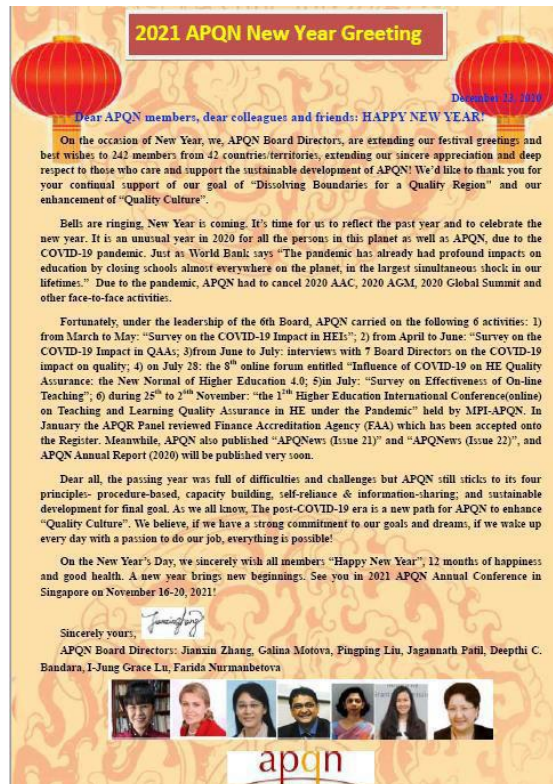 2021 APQN New Year Greeting
December 22, 2020
Dear APQN members, dear colleagues and friends: HAPPY NEW YEAR!
On the occasion of New Year, we, APQN Board Directors, are extending our festival greetings and
best wishes to 242 members from 42 countries/territories, extending our sincere appreciation and deep
respect to those who care and support the sustainable development of APQN! We'd like to thank you for
your continual support of our goal of "Dissolving Boundaries for a Quality Region" and our
enhancement of "Quality Culture".
Bells are ringing, New Year is coming. It's time for us to reflect the past year and to celebrate the
new year. It is an unusual year in 2020 for all the persons in this planet as well as APQN, due to the
COVID-19 pandemic. Just as World Bank says "The pandemic has already had profound impacts on
education by closing schools almost everywhere on the planet, in the largest simultaneous shock in our
lifetimes." Due to the pandemic, APQN had to cancel 2020 AAC, 2020 AGM, 2020 Global Summit and
other face-to-face activities.
Fortunately, under the leadership of the 6th Board, APQN carried on the following 6 activities: 1)
from March to May: "Survey on the COVID-19 Impact in HEIs"; 2) from April to June: "Survey on the
COVID-19 Impact in QAAs; 3)from June to July: interviews with 7 Board Directors on the COVID-19
impact on quality; 4) on July 28: the 8th online forum entitled "Influence of COVID-19 on HE Quality
Assurance: the New Normal of Higher Education 4.0; 5)in July: "Survey on Effectiveness of On-line
Teaching"; 6) during 25th to 26th November: "the 12th Higher Education International Conference(online)
on Teaching and Learning Quality Assurance in HE under the Pandemic" held by MPI-APQN. In
January the APQR Panel reviewed Finance Accreditation Agency (FAA) which has been accepted onto
the Register. Meanwhile, APQN also published "APQNews (Issue 21)" and "APQNews (Issue 22)", and
APQN Annual Report (2020) will be published very soon.
Dear all, the passing year was full of difficulties and challenges but APQN still sticks to its four
principles- procedure-based, capacity building, self-reliance & information-sharing; and sustainable
development for final goal. As we all know, The post-COVID-19 era is a new path for APQN to enhance
"Quality Culture". We believe, if we have a strong commitment to our goals and dreams, if we wake up
every day with a passion to do our job, everything is possible!
On the New Year's Day, we sincerely wish all members "Happy New Year", 12 months of happiness
and good health. A new year brings new beginnings. See you in 2021 APQN Annual Conference in
Singapore on November 16-20, 2021!
Sincerely yours,
APQN Board Directors: Jianxin Zhang, Galina Motova, Pingping Liu, Jagannath Patil, Deepthi C.
Bandara, I-Jung Grace Lu, Farida Nurmanbetova
apqn